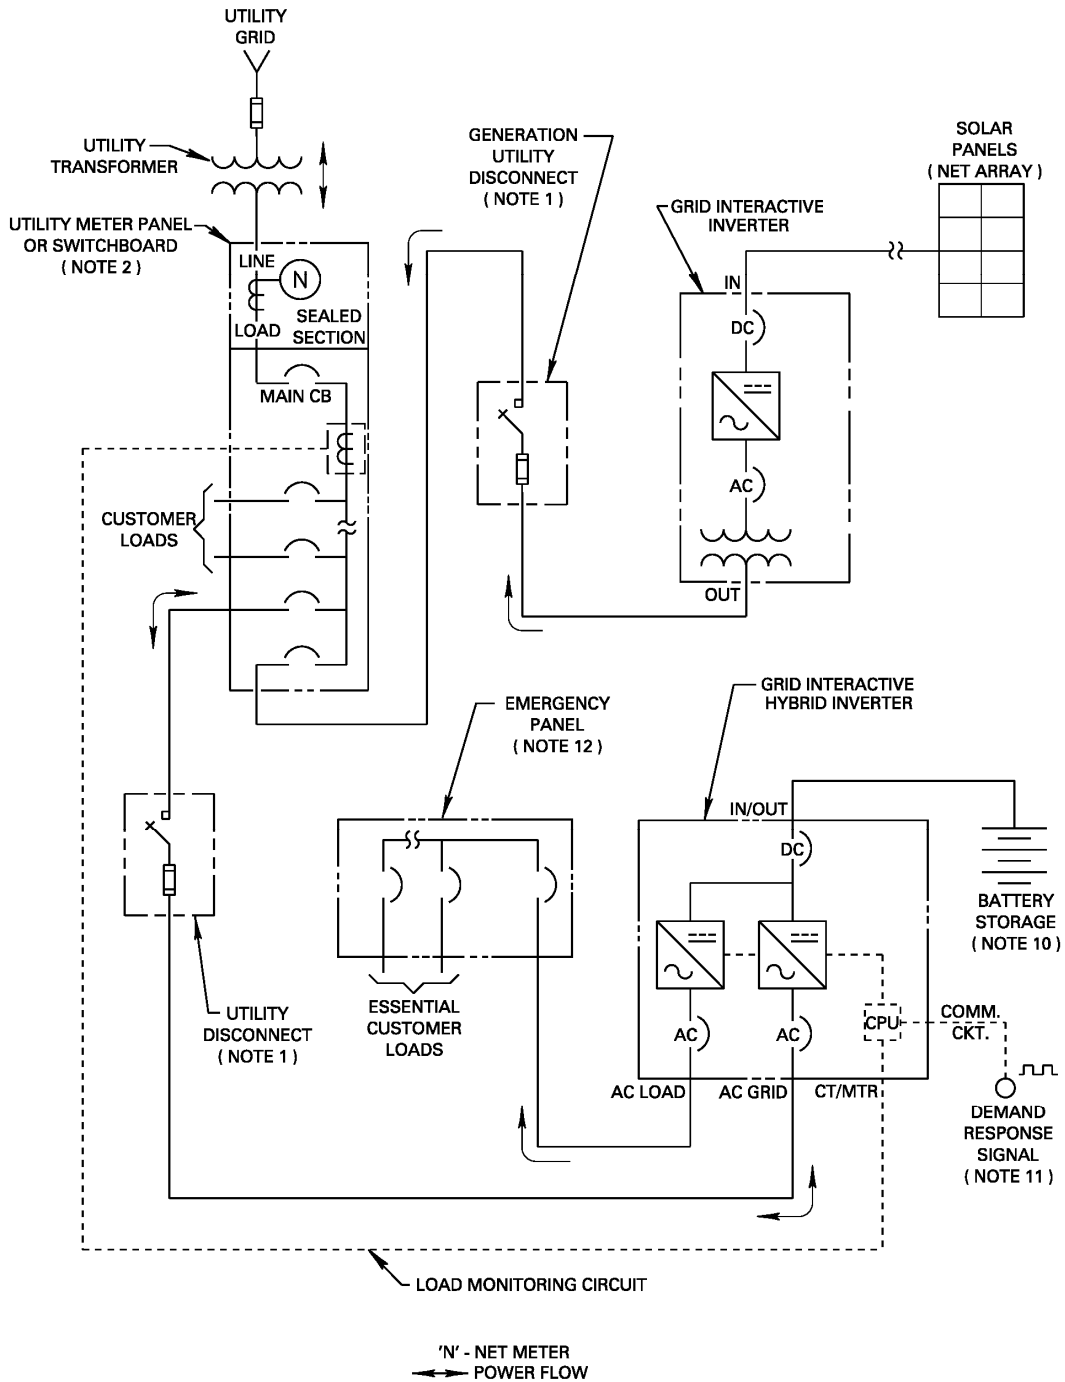 UTILITY
GRID
UTILITY
TRANSFORMER
GENERATION
UTILITY
DISCONNECT
( NOTE 1 )
SOLAR
PANELS
( NET ARRAY )
UTILITY METER PANEL
OR SWITCHBOARD
( NOTE 2 )
GRID INTERACTIVE
INVERTER
LINE
N
LOAD
SEALED
SECTION
MAIN CB
IN
DC
AC
OUT
CUSTOMER
LOADS
EMERGENCY
PANEL
( NOTE 12 )
GRID INTERACTIVE
HYBRID INVERTER
IN/OUT
DC
BATTERY
STORAGE
( NOTE 10 )
UTILITY
DISCONNECT
( NOTE 1 )
ESSENTIAL
CUSTOMER
LOADS
AC
AC
CPU
COMM.
CKT.
AC LOAD
AC GRID
CT/MTR
DEMAND
RESPONSE
SIGNAL
( NOTE 11 )
LOAD MONITORING CIRCUIT
'N' - NET METER
POWER FLOW